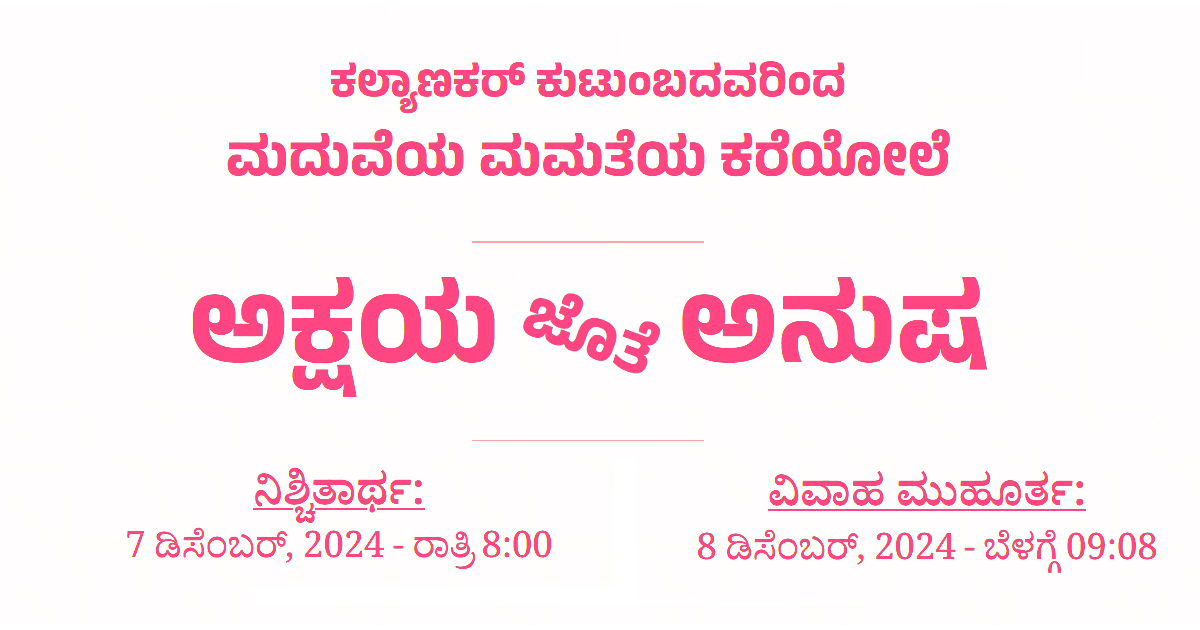 ಕಲ್ಯಾಣಕರ್ ಕುಟುಂಬದವರಿಂದ
ಮದುವೆಯ ಮಮತೆಯ ಕರೆಯೋಲೆ
ಅಕ್ಷಯ ಜೊತೆ ಅನುಷ
ನಿಶ್ಚಿತಾರ್ಥ:
7 ಡಿಸೆಂಬರ್, 2024 - ರಾತ್ರಿ 8:00
ವಿವಾಹ ಮುಹೂರ್ತ:
8 ಡಿಸೆಂಬರ್, 2024 - ಬೆಳಗ್ಗೆ 09:08